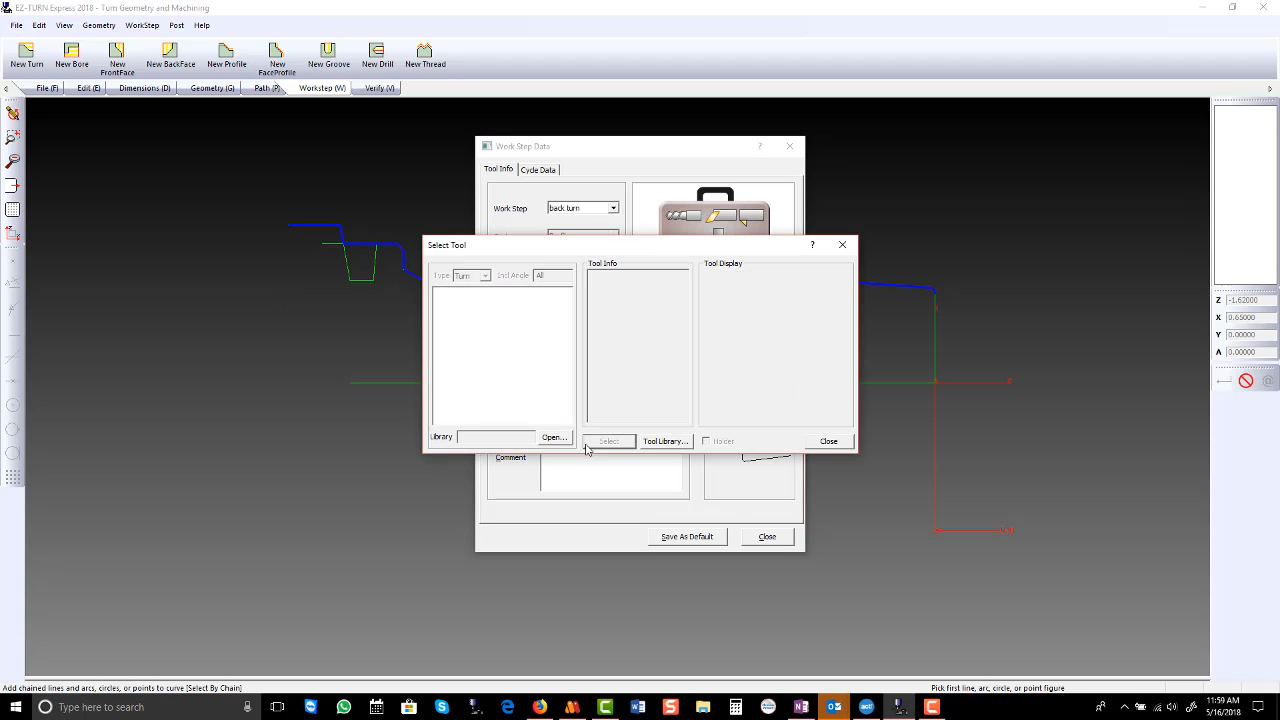 EZ-TURN Express 2018 - Turn Geometry and Machining
File Edit View Geometry WorkStep Post Help
New Turn
New Bore
New FrontFace
New BackFace
New Profile
New FaceProfile
New Groove
New Drill
New Thread
File (F) Edit (E) Dimensions (D) Geometry (G) Path (P) Workstep (W) Verify (V)
Work Step Data ?
Tool Info Cycle Data
Work Step back turn
Select Tool ?
Type Turn Incl Angle All
Tool Info
Tool Display
Library Open...
Select Tool Library... Holder Close
Comment
Save As Default Close
Z -1.62000
X 0.65000
Y 0.00000
A 0.00000
Add chained lines and arcs, circles, or points to curve [Select By Chain]
Pick first line, arc, circle, or point figure
Type here to search
11:59 AM
5/16/2018